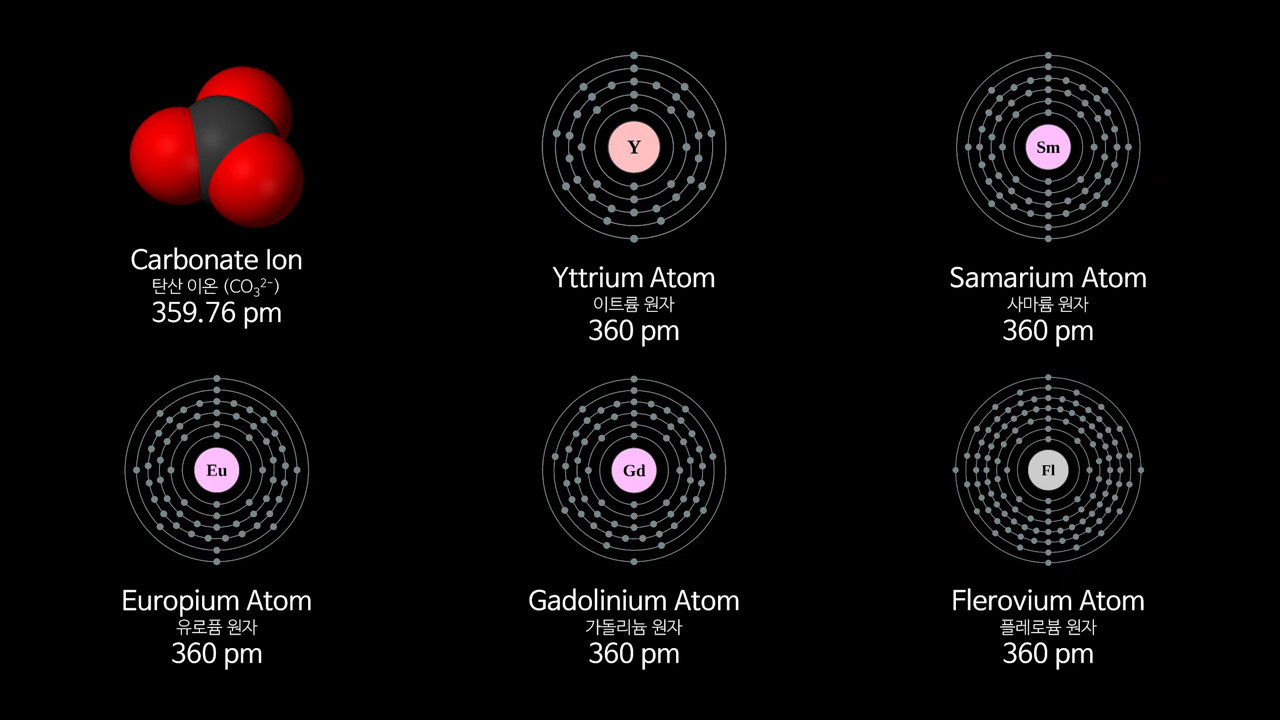 Carbonate Ion
탄산 이온 (CO₃²⁻)
359.76 pm
Y
Yttrium Atom
이트륨 원자
360 pm
Sm
Samarium Atom
사마륨 원자
360 pm
Eu
Europium Atom
유로퓸 원자
360 pm
Gd
Gadolinium Atom
가돌리늄 원자
360 pm
Fl
Flerovium Atom
플레로븀 원자
360 pm